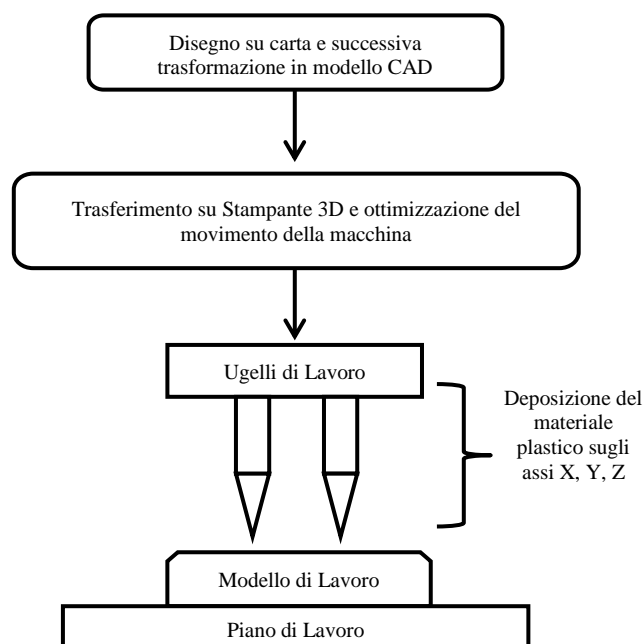 Disegno su carta e successiva
trasformazione in modello CAD
Trasferimento su Stampante 3D e ottimizzazione del
movimento della macchina
Ugelli di Lavoro
Deposizione del
materiale
plastico sugli
assi X, Y, Z
Modello di Lavoro
Piano di Lavoro